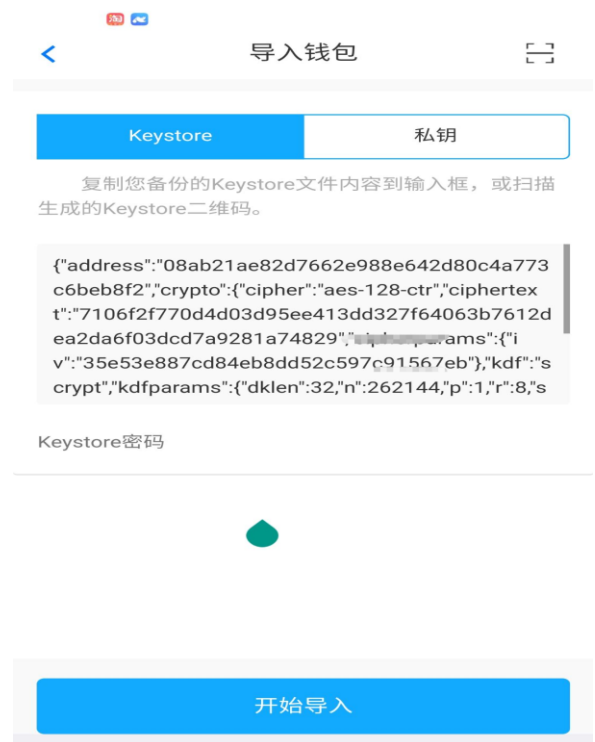 淘
导入钱包
Keystore
私钥
复制您备份的Keystore文件内容到输入框，或扫描
生成的Keystore二维码。
{"address":"08ab21ae82d7662e988e642d80c4a773
c6beb8f2","crypto":{"cipher":"aes-128-ctr","ciphertex
t":"7106f2f770d4d03d95ee413dd327f64063b7612d
ea2da6f03dcd7a9281a74829","cipherparams":{"i
v":"35e53e887cd84eb8dd52c597c91567eb"},"kdf":"s
crypt","kdfparams":{"dklen":32,"n":262144,"p":1,"r":8,"s
Keystore密码
开始导入